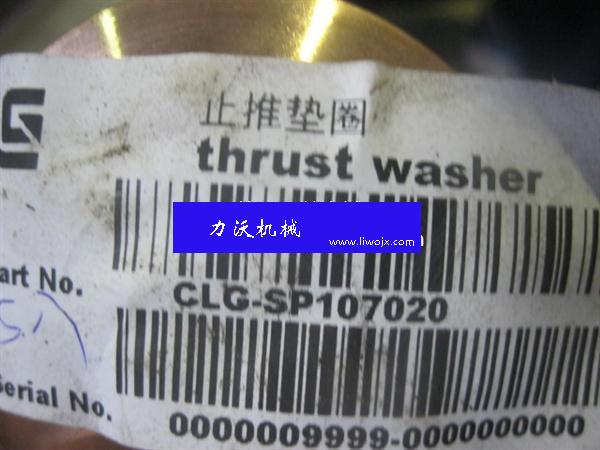 止推垫圈
thrust washer
力沃机械
www.liwojx.com
art No.
CLG-SP107020
Serial No.
0000009999-0000000000